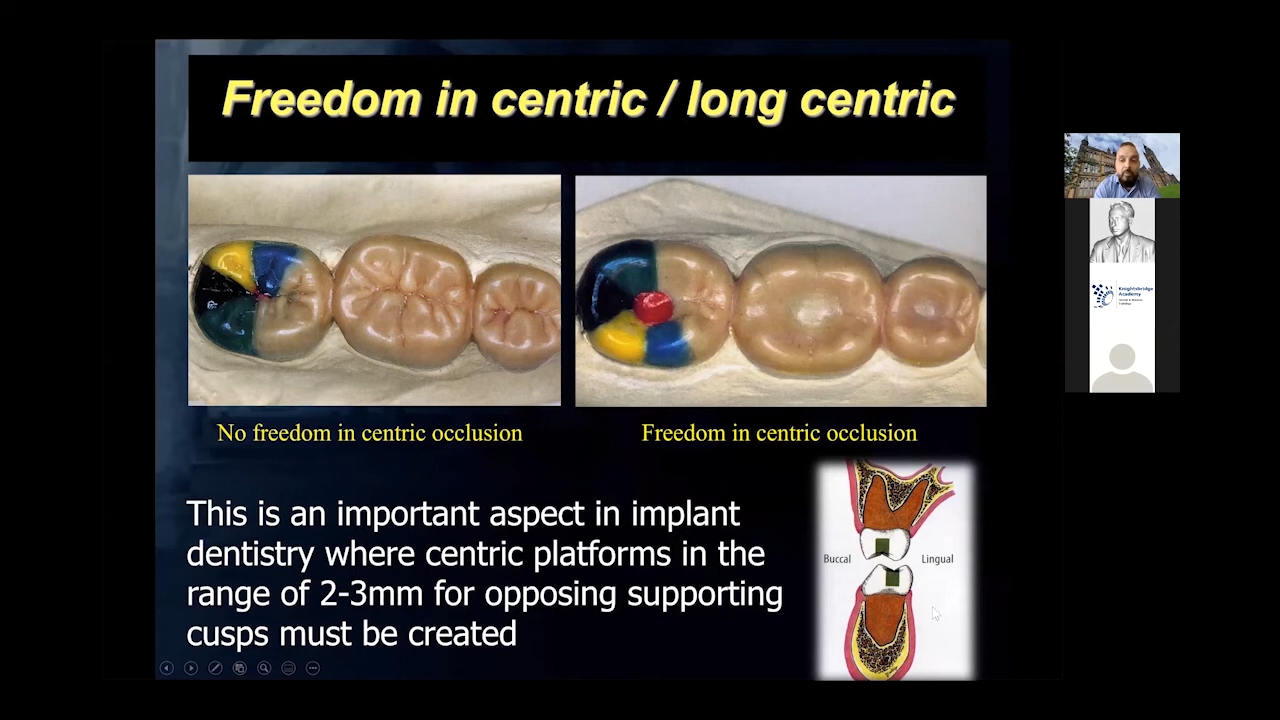 Freedom in centric / long centric
No freedom in centric occlusion
Freedom in centric occlusion
This is an important aspect in implant
dentistry where centric platforms in the
range of 2-3mm for opposing supporting
cusps must be created
Buccal
Lingual
Knightsbridge
Academy